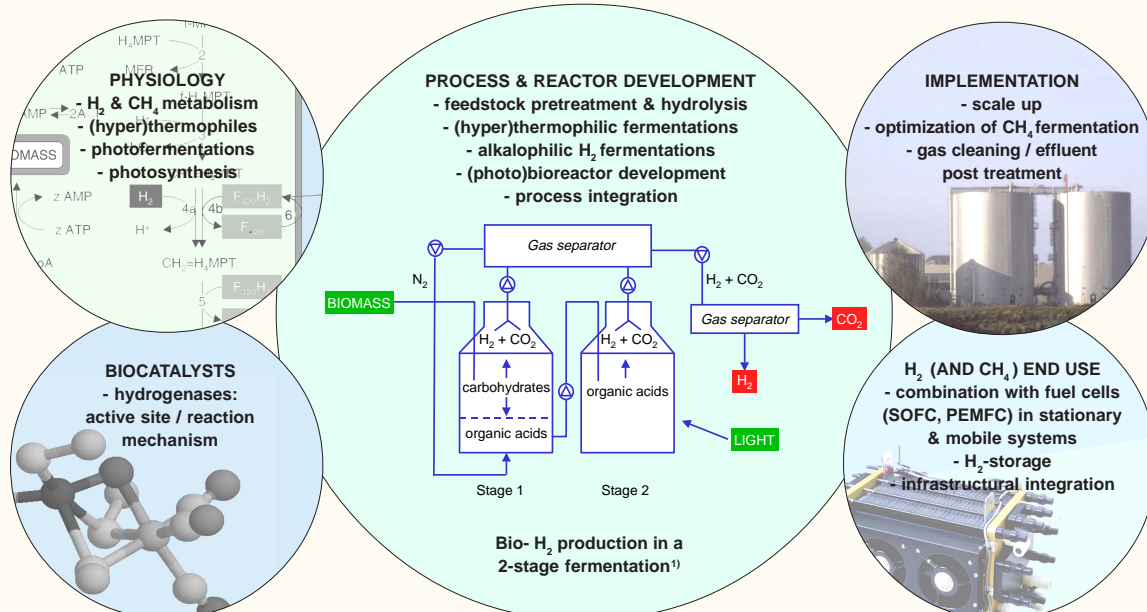 H₄MPT
2
ATP
MFR
PHYSIOLOGY
- H₂ & CH₄ metabolism
- (hyper)thermophiles
- photofermentations
- photosynthesis
z AMP
H₂
4a
4b
F₄₂₀H₂
6
z ATP
H⁺
F₄₂₀
CH₂=H₄MPT
5
F₄₂₀H
PROCESS & REACTOR DEVELOPMENT
- feedstock pretreatment & hydrolysis
- (hyper)thermophilic fermentations
- alkalophilic H₂ fermentations
- (photo)bioreactor development
- process integration
Gas separator
N₂
H₂ + CO₂
BIOMASS
Gas separator
CO₂
H₂ + CO₂
H₂ + CO₂
H₂
carbohydrates
organic acids
organic acids
LIGHT
Stage 1
Stage 2
Bio- H₂ production in a
2-stage fermentation¹⁾
IMPLEMENTATION
- scale up
- optimization of CH₄ fermentation
- gas cleaning / effluent
post treatment
BIOCATALYSTS
- hydrogenases:
active site / reaction
mechanism
H₂ (AND CH₄) END USE
- combination with fuel cells
(SOFC, PEMFC) in stationary
& mobile systems
- H₂-storage
- infrastructural integration